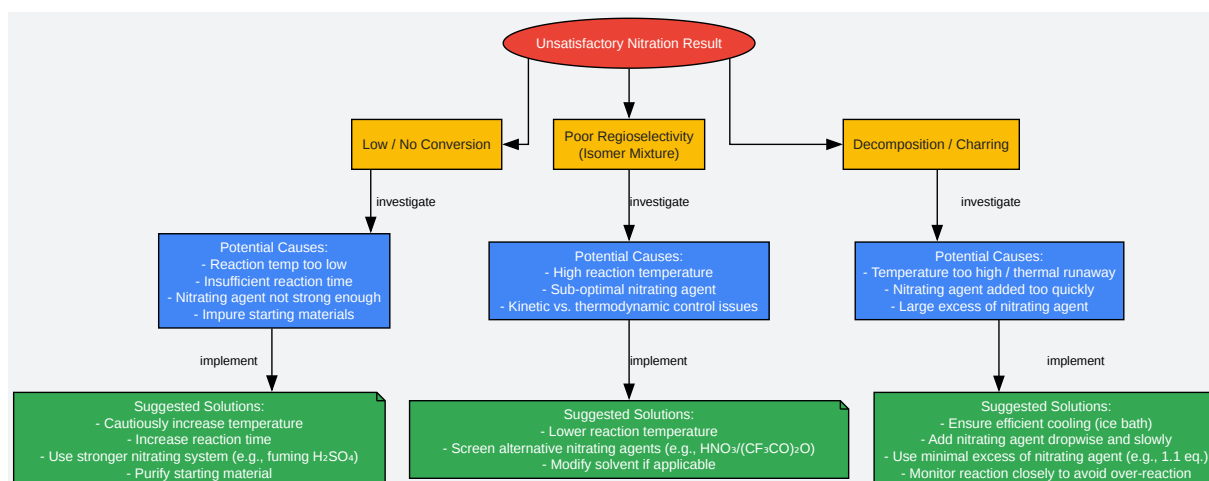 Unsatisfactory Nitration Result
Low / No Conversion
Poor Regioselectivity
(Isomer Mixture)
Decomposition / Charring
investigate
investigate
investigate
Potential Causes:
- Reaction temp too low
- Insufficient reaction time
- Nitrating agent not strong enough
- Impure starting materials
Potential Causes:
- High reaction temperature
- Sub-optimal nitrating agent
- Kinetic vs. thermodynamic control issues
Potential Causes:
- Temperature too high / thermal runaway
- Nitrating agent added too quickly
- Large excess of nitrating agent
implement
implement
implement
Suggested Solutions:
- Cautiously increase temperature
- Increase reaction time
- Use stronger nitrating system (e.g., fuming H₂SO₄)
- Purify starting material
Suggested Solutions:
- Lower reaction temperature
- Screen alternative nitrating agents (e.g., HNO₃/(CF₃CO)₂O)
- Modify solvent if applicable
Suggested Solutions:
- Ensure efficient cooling (ice bath)
- Add nitrating agent dropwise and slowly
- Use minimal excess of nitrating agent (e.g., 1.1 eq.)
- Monitor reaction closely to avoid over-reaction